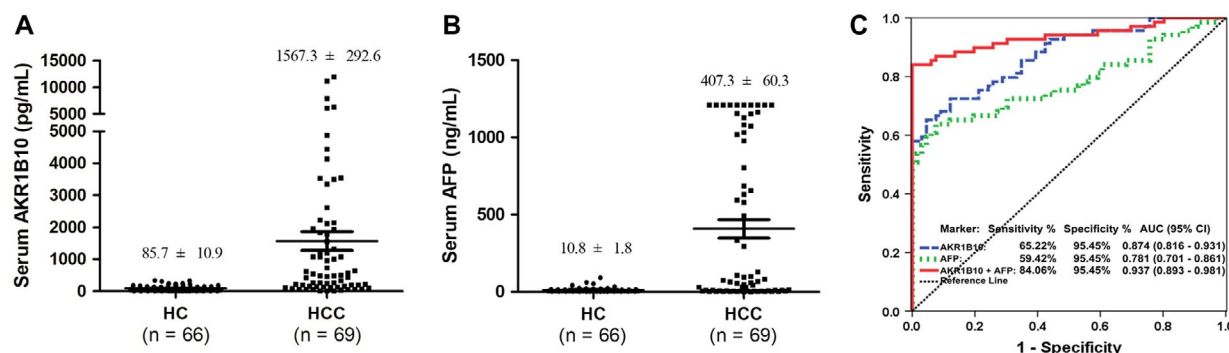 A
Serum AKR1B10 (pg/mL)
15000
10000
5000
5000
4000
3000
2000
1000
0
85.7 ± 10.9
1567.3 ± 292.6
HC
(n = 66)
HCC
(n = 69)
B
Serum AFP (ng/mL)
1500
1000
500
0
10.8 ± 1.8
407.3 ± 60.3
HC
(n = 66)
HCC
(n = 69)
C
Sensitivity
1.0
0.8
0.6
0.4
0.2
0.0
Marker: Sensitivity % Specificity % AUC (95% CI)
AKR1B10: 65.22% 95.45% 0.874 (0.816 - 0.931)
AFP: 59.42% 95.45% 0.781 (0.701 - 0.861)
AKR1B10 + AFP: 84.06% 95.45% 0.937 (0.893 - 0.981)
Reference Line
0.0 0.2 0.4 0.6 0.8 1.0
1 - Specificity